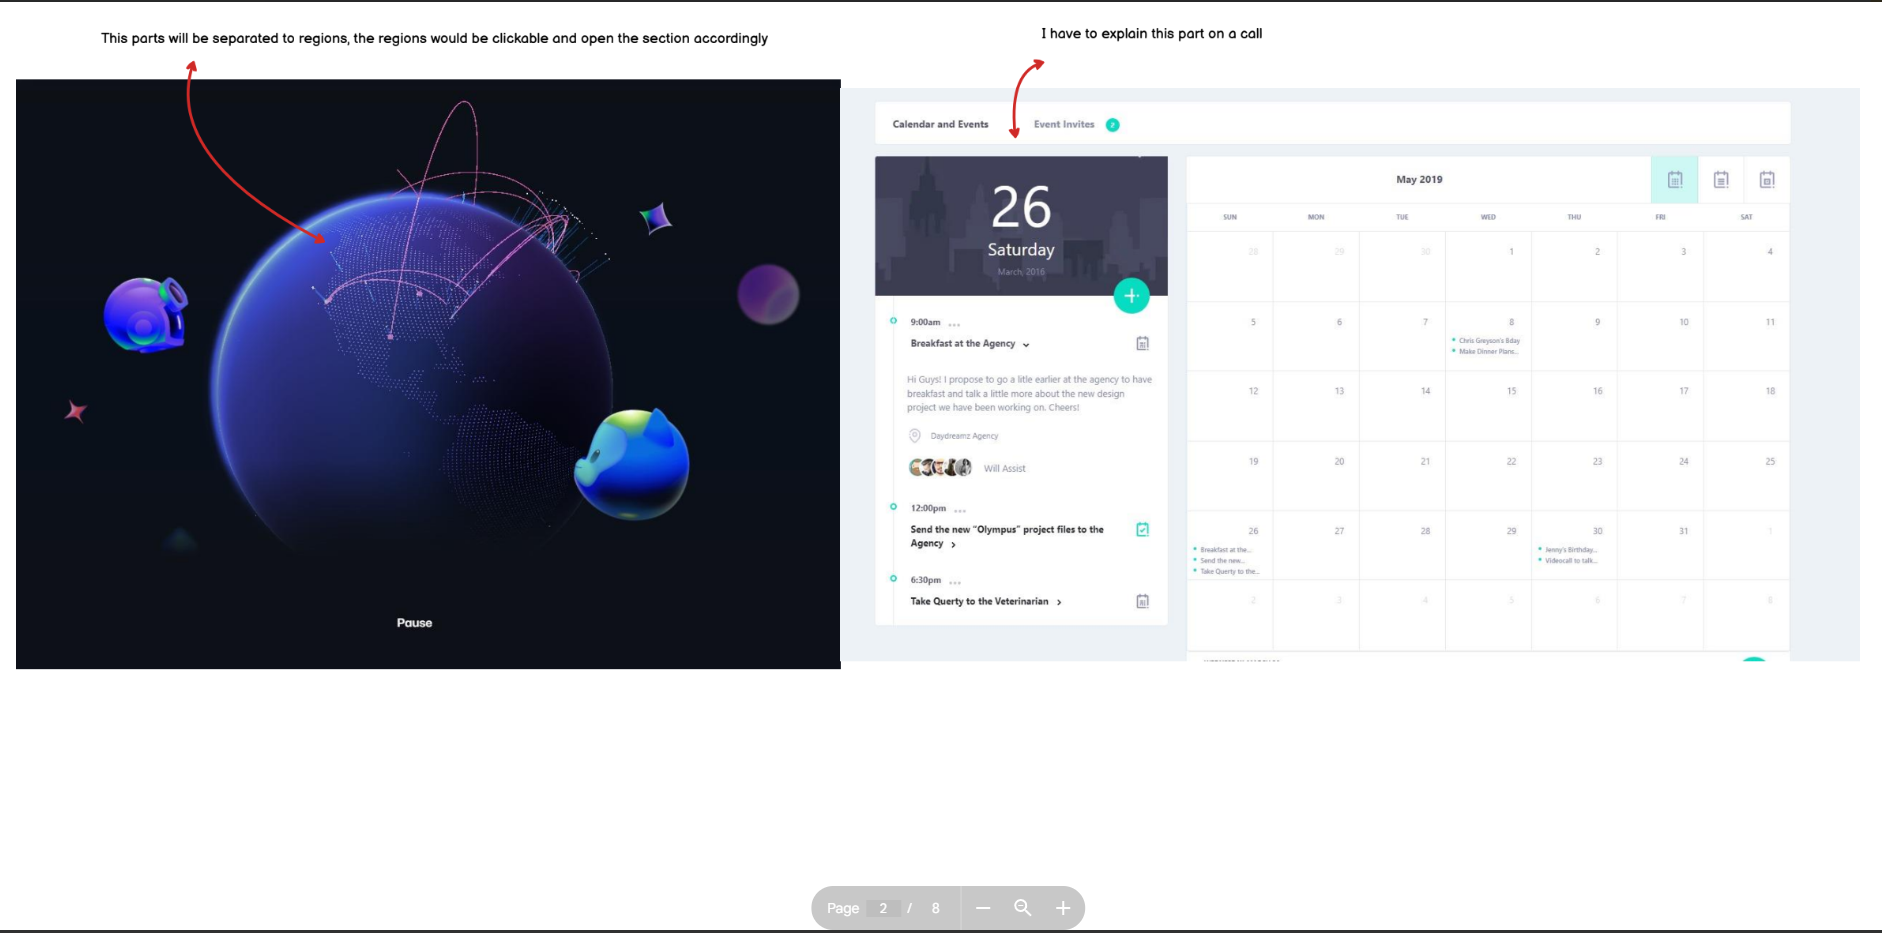 This parts will be separated to regions, the regions would be clickable and open the section accordingly
I have to explain this part on a call
Pause
Calendar and Events
Event Invites
2
26
Saturday
March, 2016
+
9:00am ...
Breakfast at the Agency
Hi Guys! I propose to go a litle earlier at the agency to have
breakfast and talk a little more about the new design
project we have been working on. Cheers!
Daydreamz Agency
Will Assist
12:00pm ...
Send the new "Olympus" project files to the
Agency
6:30pm ...
Take Querty to the Veterinarian
May 2019
SUN MON TUE WED THU FRI SAT
28 29 30 1 2 3 4
5 6 7 8 9 10 11
Chris Greyson's Bday
Make Dinner Plans...
12 13 14 15 16 17 18
19 20 21 22 23 24 25
26 27 28 29 30 31 1
Breakfast at the...
Send the new...
Take Querty to the...
Jenny's Birthday...
Videocall to talk...
2 3 4 5 6 7 8
Page 2 / 8